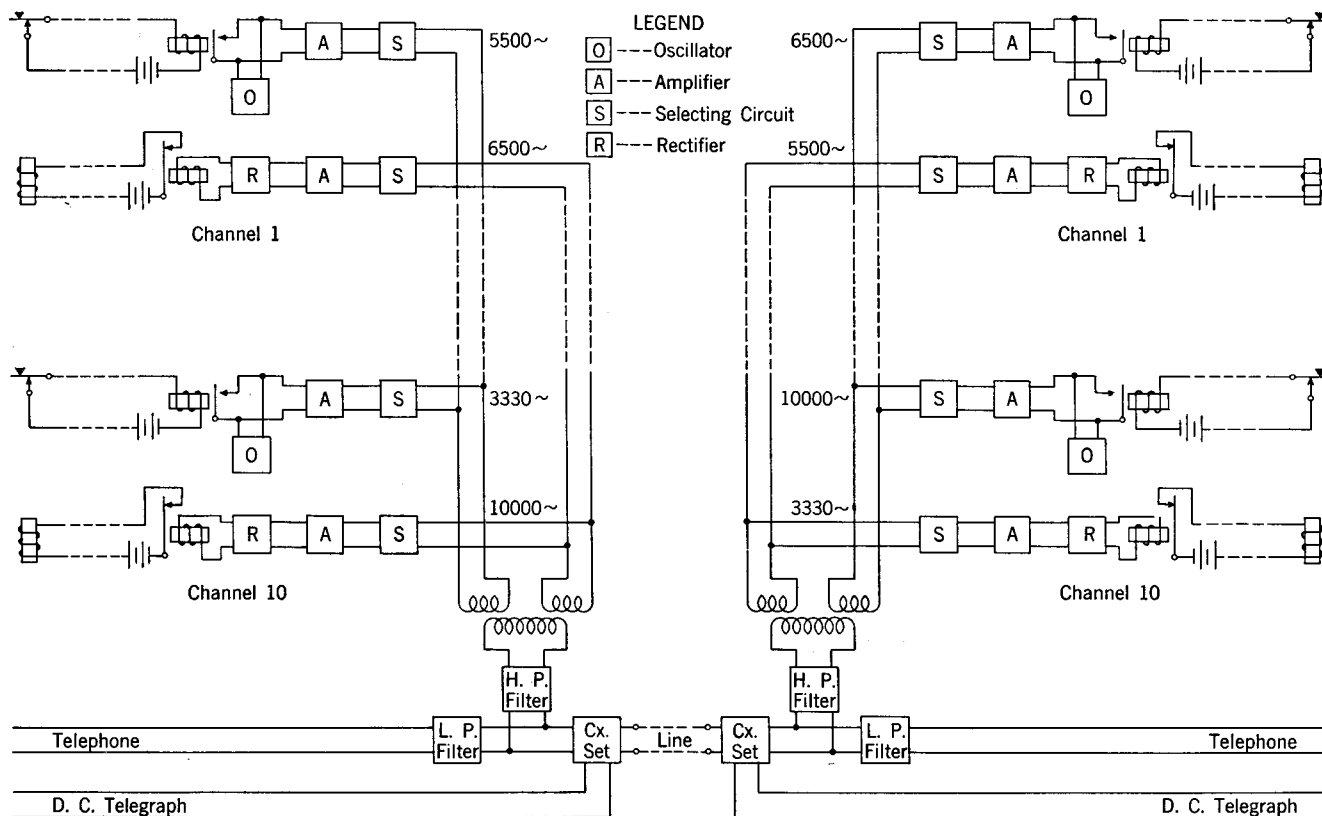 LEGEND
O ---Oscillator
A ---Amplifier
S ---Selecting Circuit
R ---Rectifier
A S 5500~
O
6500~
R A S
Channel 1
6500~ S A
O
5500~
S A R
Channel 1
A S 3330~
O
10000~
R A S
Channel 10
10000~ S A
O
3330~
S A R
Channel 10
H. P.
Filter
H. P.
Filter
Telephone
L. P.
Filter
Cx.
Set
Line
Cx.
Set
L. P.
Filter
Telephone
D. C. Telegraph
D. C. Telegraph